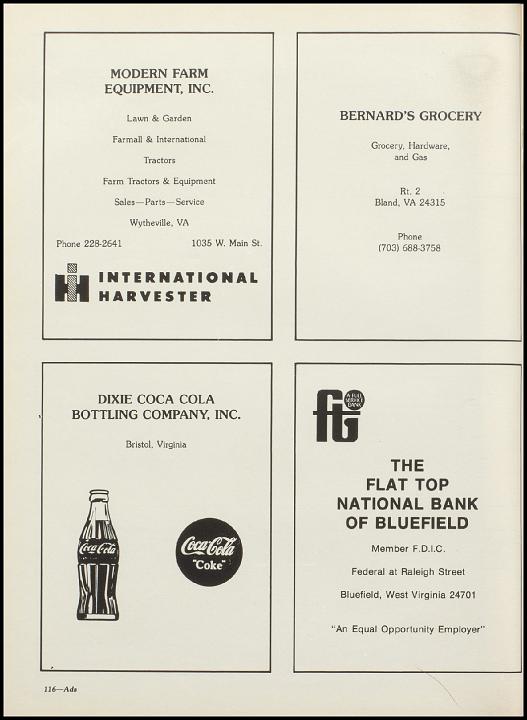 MODERN FARM
EQUIPMENT, INC.
Lawn & Garden
Farmall & International
Tractors
Farm Tractors & Equipment
Sales—Parts—Service
Wytheville, VA
Phone 228-2641 1035 W. Main St.
INTERNATIONAL
HARVESTER
BERNARD'S GROCERY
Grocery, Hardware,
and Gas
Rt. 2
Bland, VA 24315
Phone
(703) 688-3758
DIXIE COCA COLA
BOTTLING COMPANY, INC.
Bristol, Virginia
Coca-Cola
Coca-Cola
"Coke"
ft
A FULL
SERVICE
BANK
THE
FLAT TOP
NATIONAL BANK
OF BLUEFIELD
Member F.D.I.C.
Federal at Raleigh Street
Bluefield, West Virginia 24701
"An Equal Opportunity Employer"
116—Ads